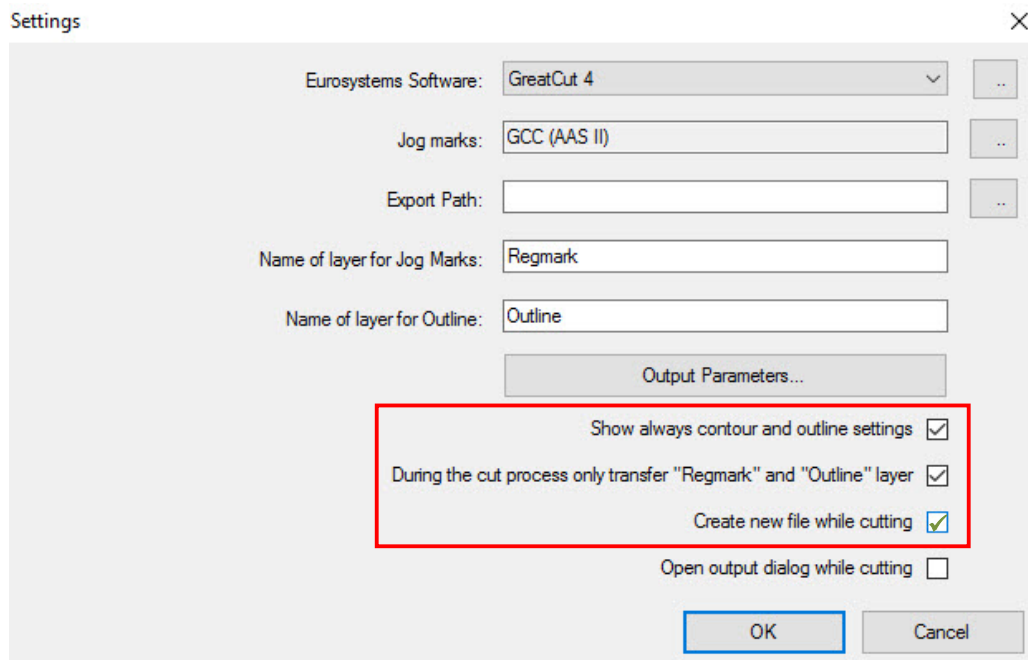 Settings
Eurosystems Software: GreatCut 4 ..
Jog marks: GCC (AAS II) ..
Export Path: ..
Name of layer for Jog Marks: Regmark
Name of layer for Outline: Outline
Output Parameters...
Show always contour and outline settings
During the cut process only transfer "Regmark" and "Outline" layer
Create new file while cutting
Open output dialog while cutting
OK Cancel